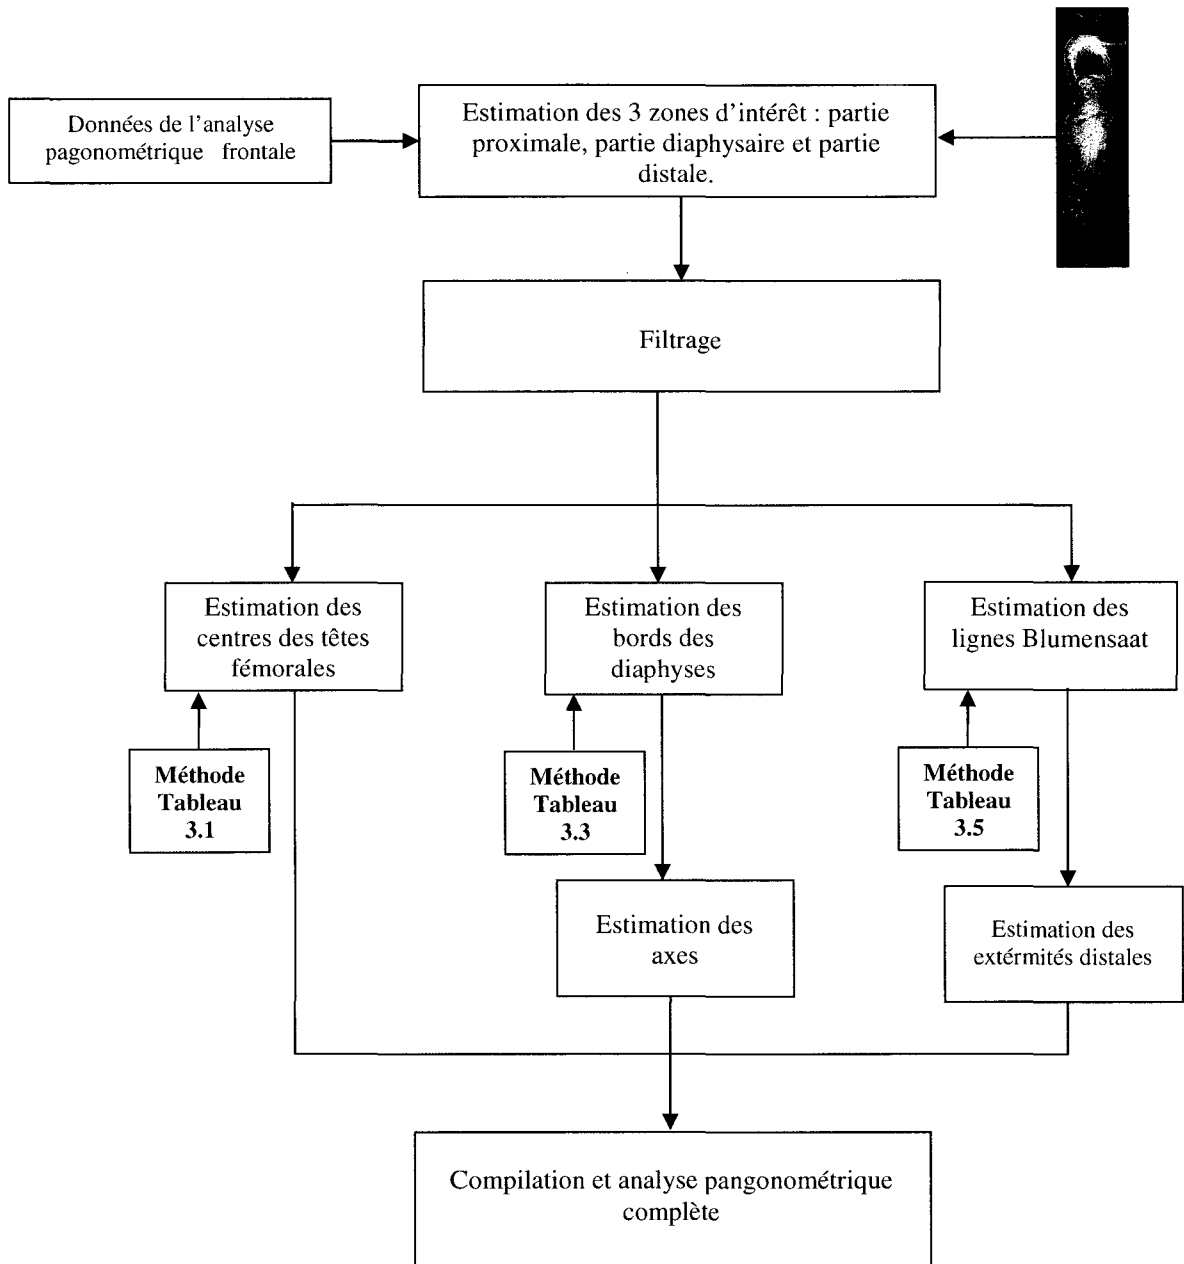 Données de l'analyse
pagonométrique frontale
Estimation des 3 zones d'intérêt : partie
proximale, partie diaphysaire et partie
distale.
Filtrage
Estimation des
centres des têtes
fémorales
Estimation des
bords des
diaphyses
Estimation des
lignes Blumensaat
Méthode
Tableau
3.1
Méthode
Tableau
3.3
Méthode
Tableau
3.5
Estimation des
axes
Estimation des
extérmités distales
Compilation et analyse pangonométrique
complète